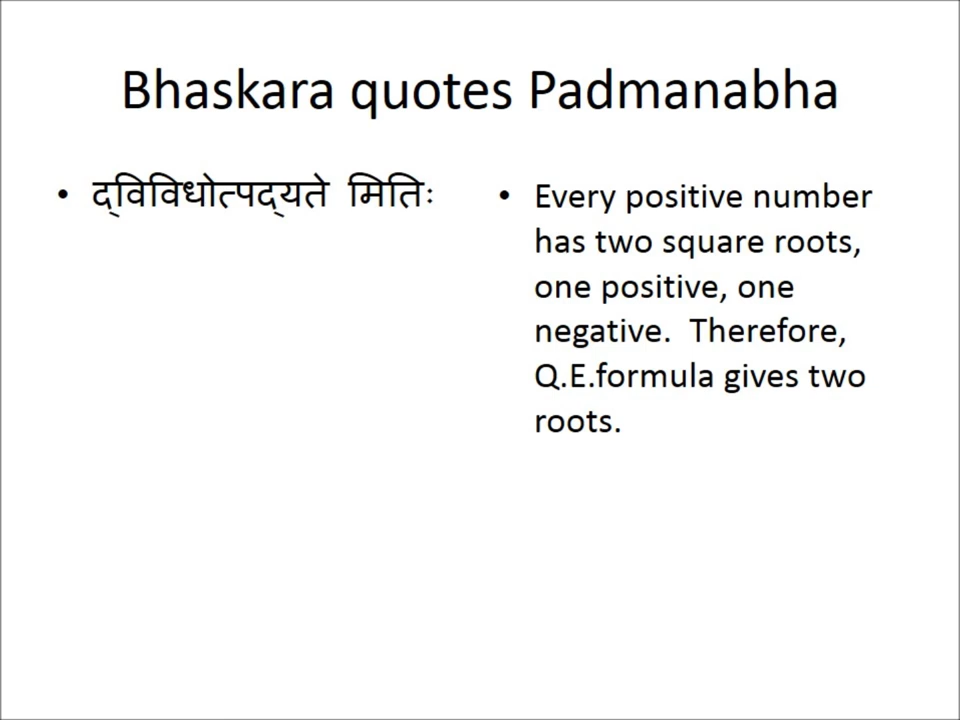 Bhaskara quotes Padmanabha
• द्‌विविधोत्पद्‌यते मितिः
• Every positive number
has two square roots,
one positive, one
negative. Therefore,
Q.E.formula gives two
roots.